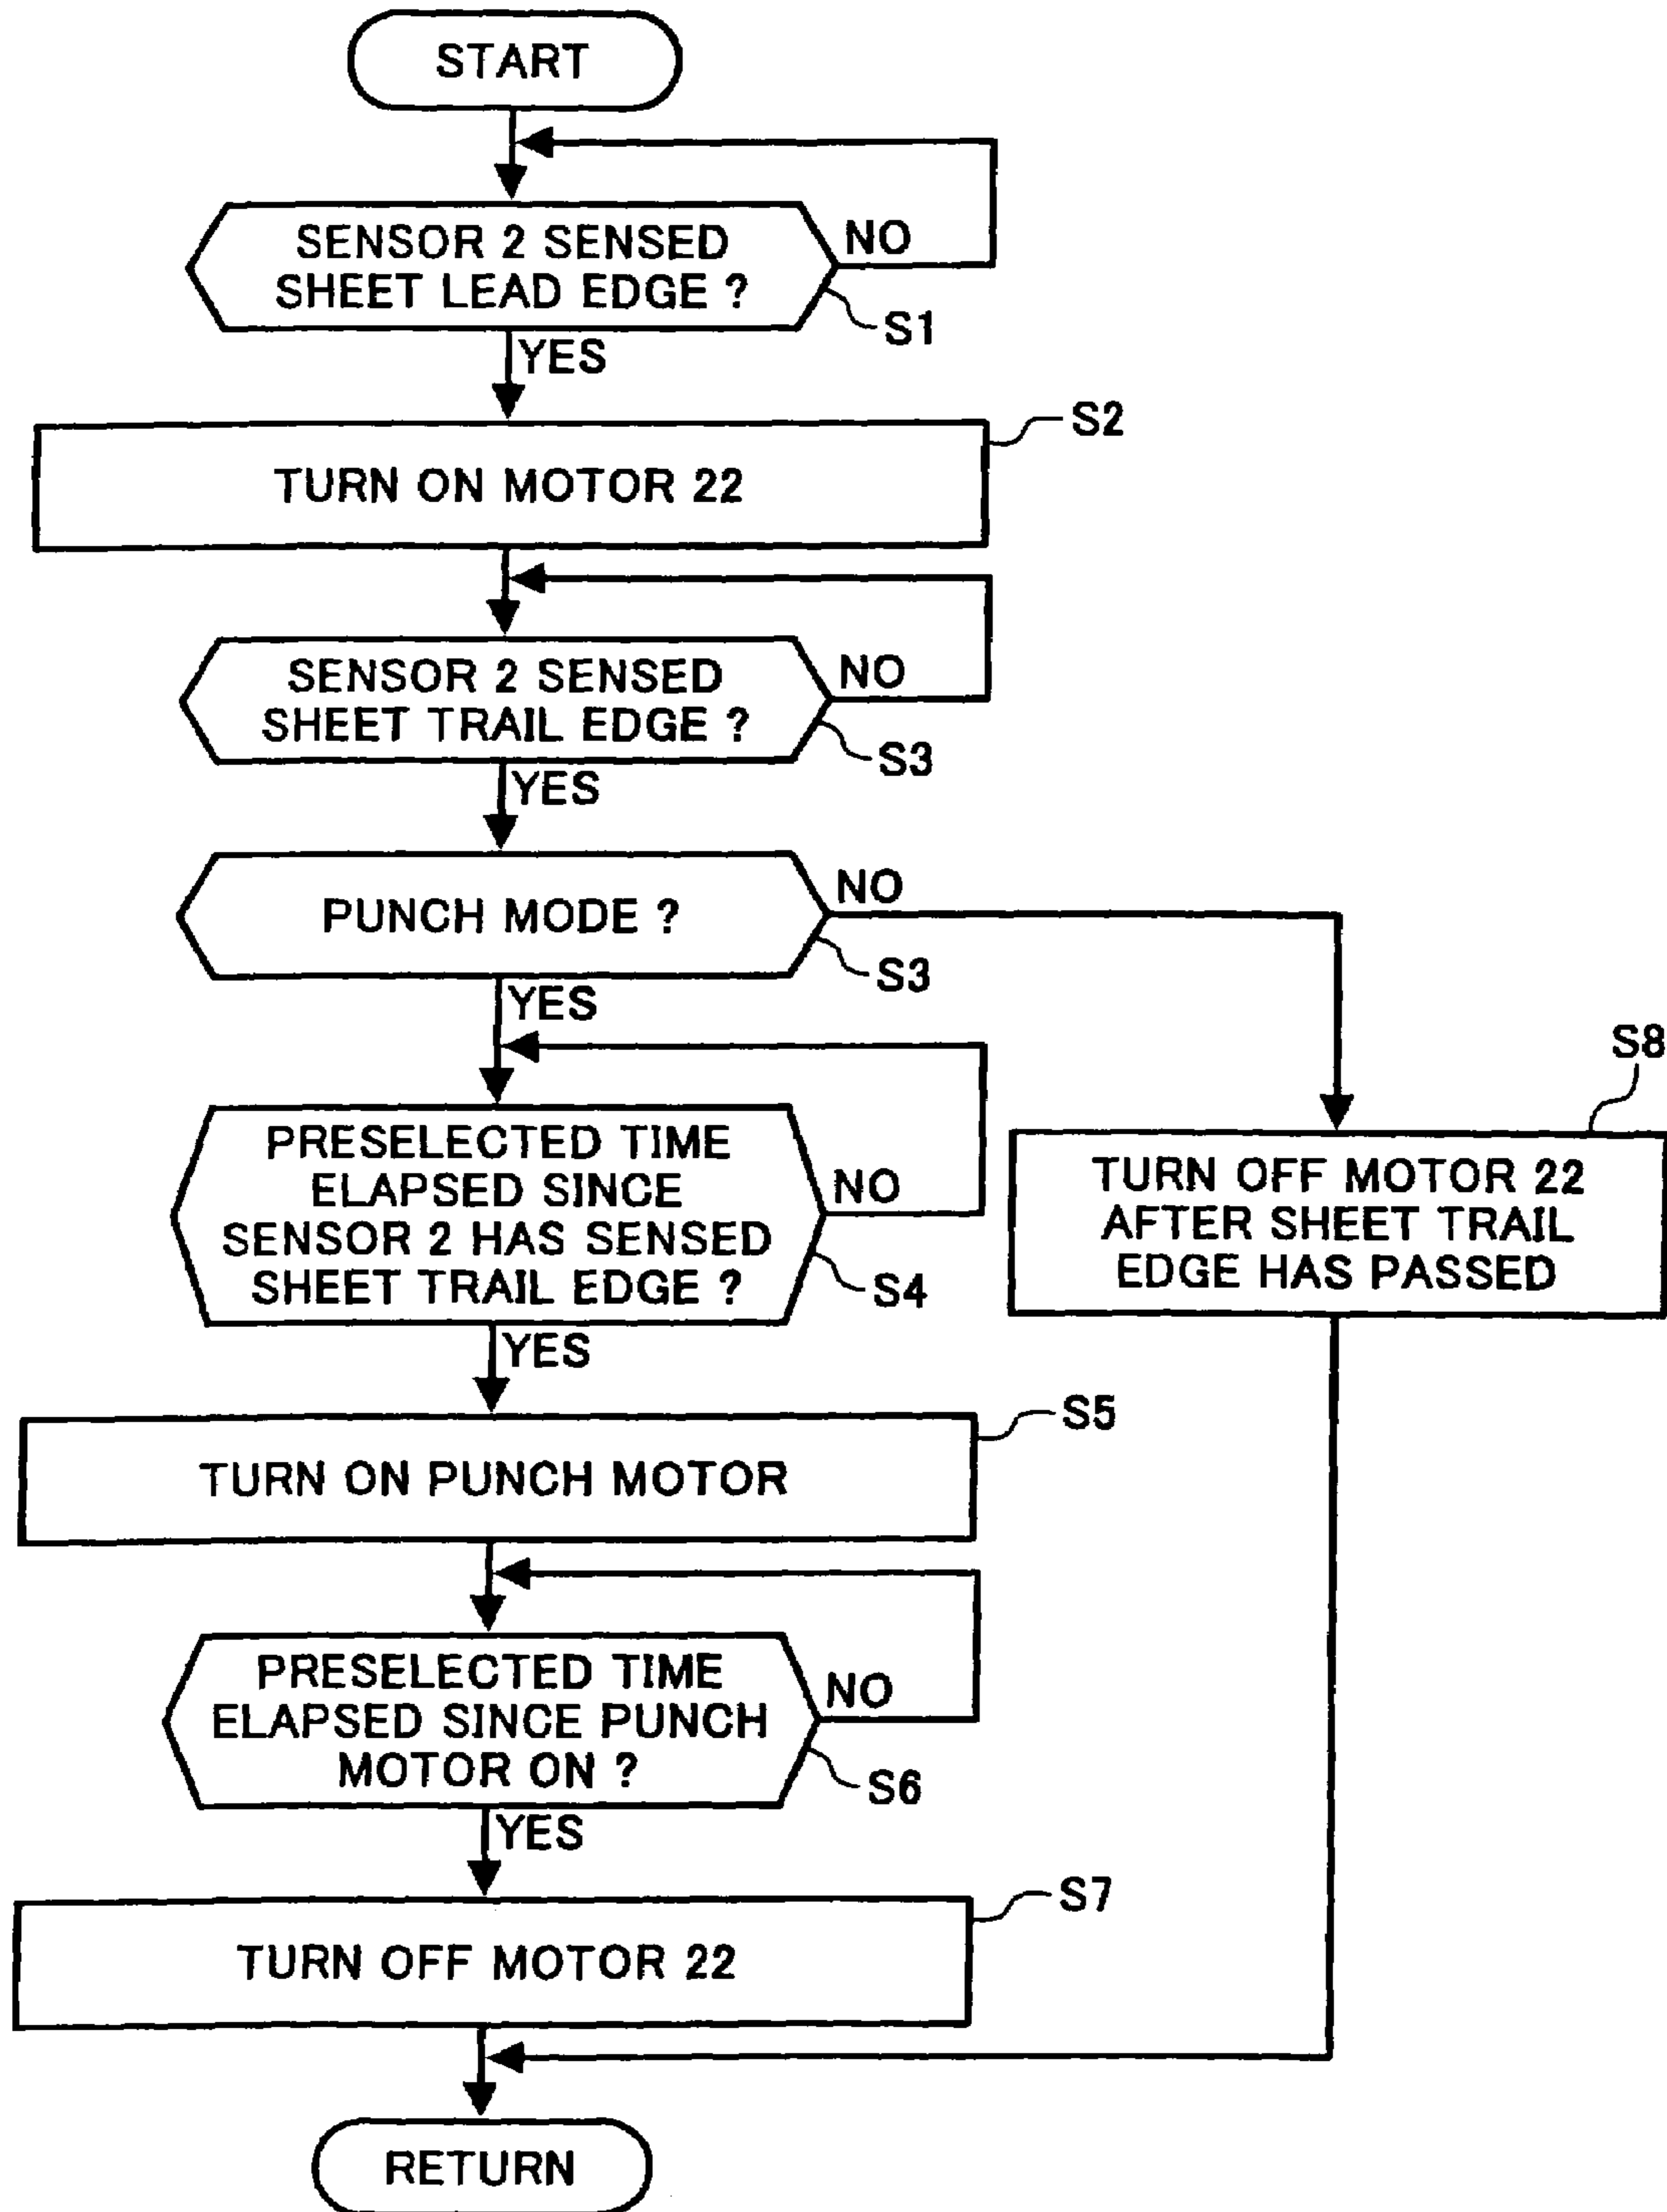 START
SENSOR 2 SENSED
SHEET LEAD EDGE ?
NO
S1
YES
S2
TURN ON MOTOR 22
SENSOR 2 SENSED
SHEET TRAIL EDGE ?
NO
S3
YES
PUNCH MODE ?
NO
S3
YES
PRESELECTED TIME
ELAPSED SINCE
SENSOR 2 HAS SENSED
SHEET TRAIL EDGE ?
NO
S4
YES
S8
TURN OFF MOTOR 22
AFTER SHEET TRAIL
EDGE HAS PASSED
S5
TURN ON PUNCH MOTOR
PRESELECTED TIME
ELAPSED SINCE PUNCH
MOTOR ON ?
NO
S6
YES
S7
TURN OFF MOTOR 22
RETURN